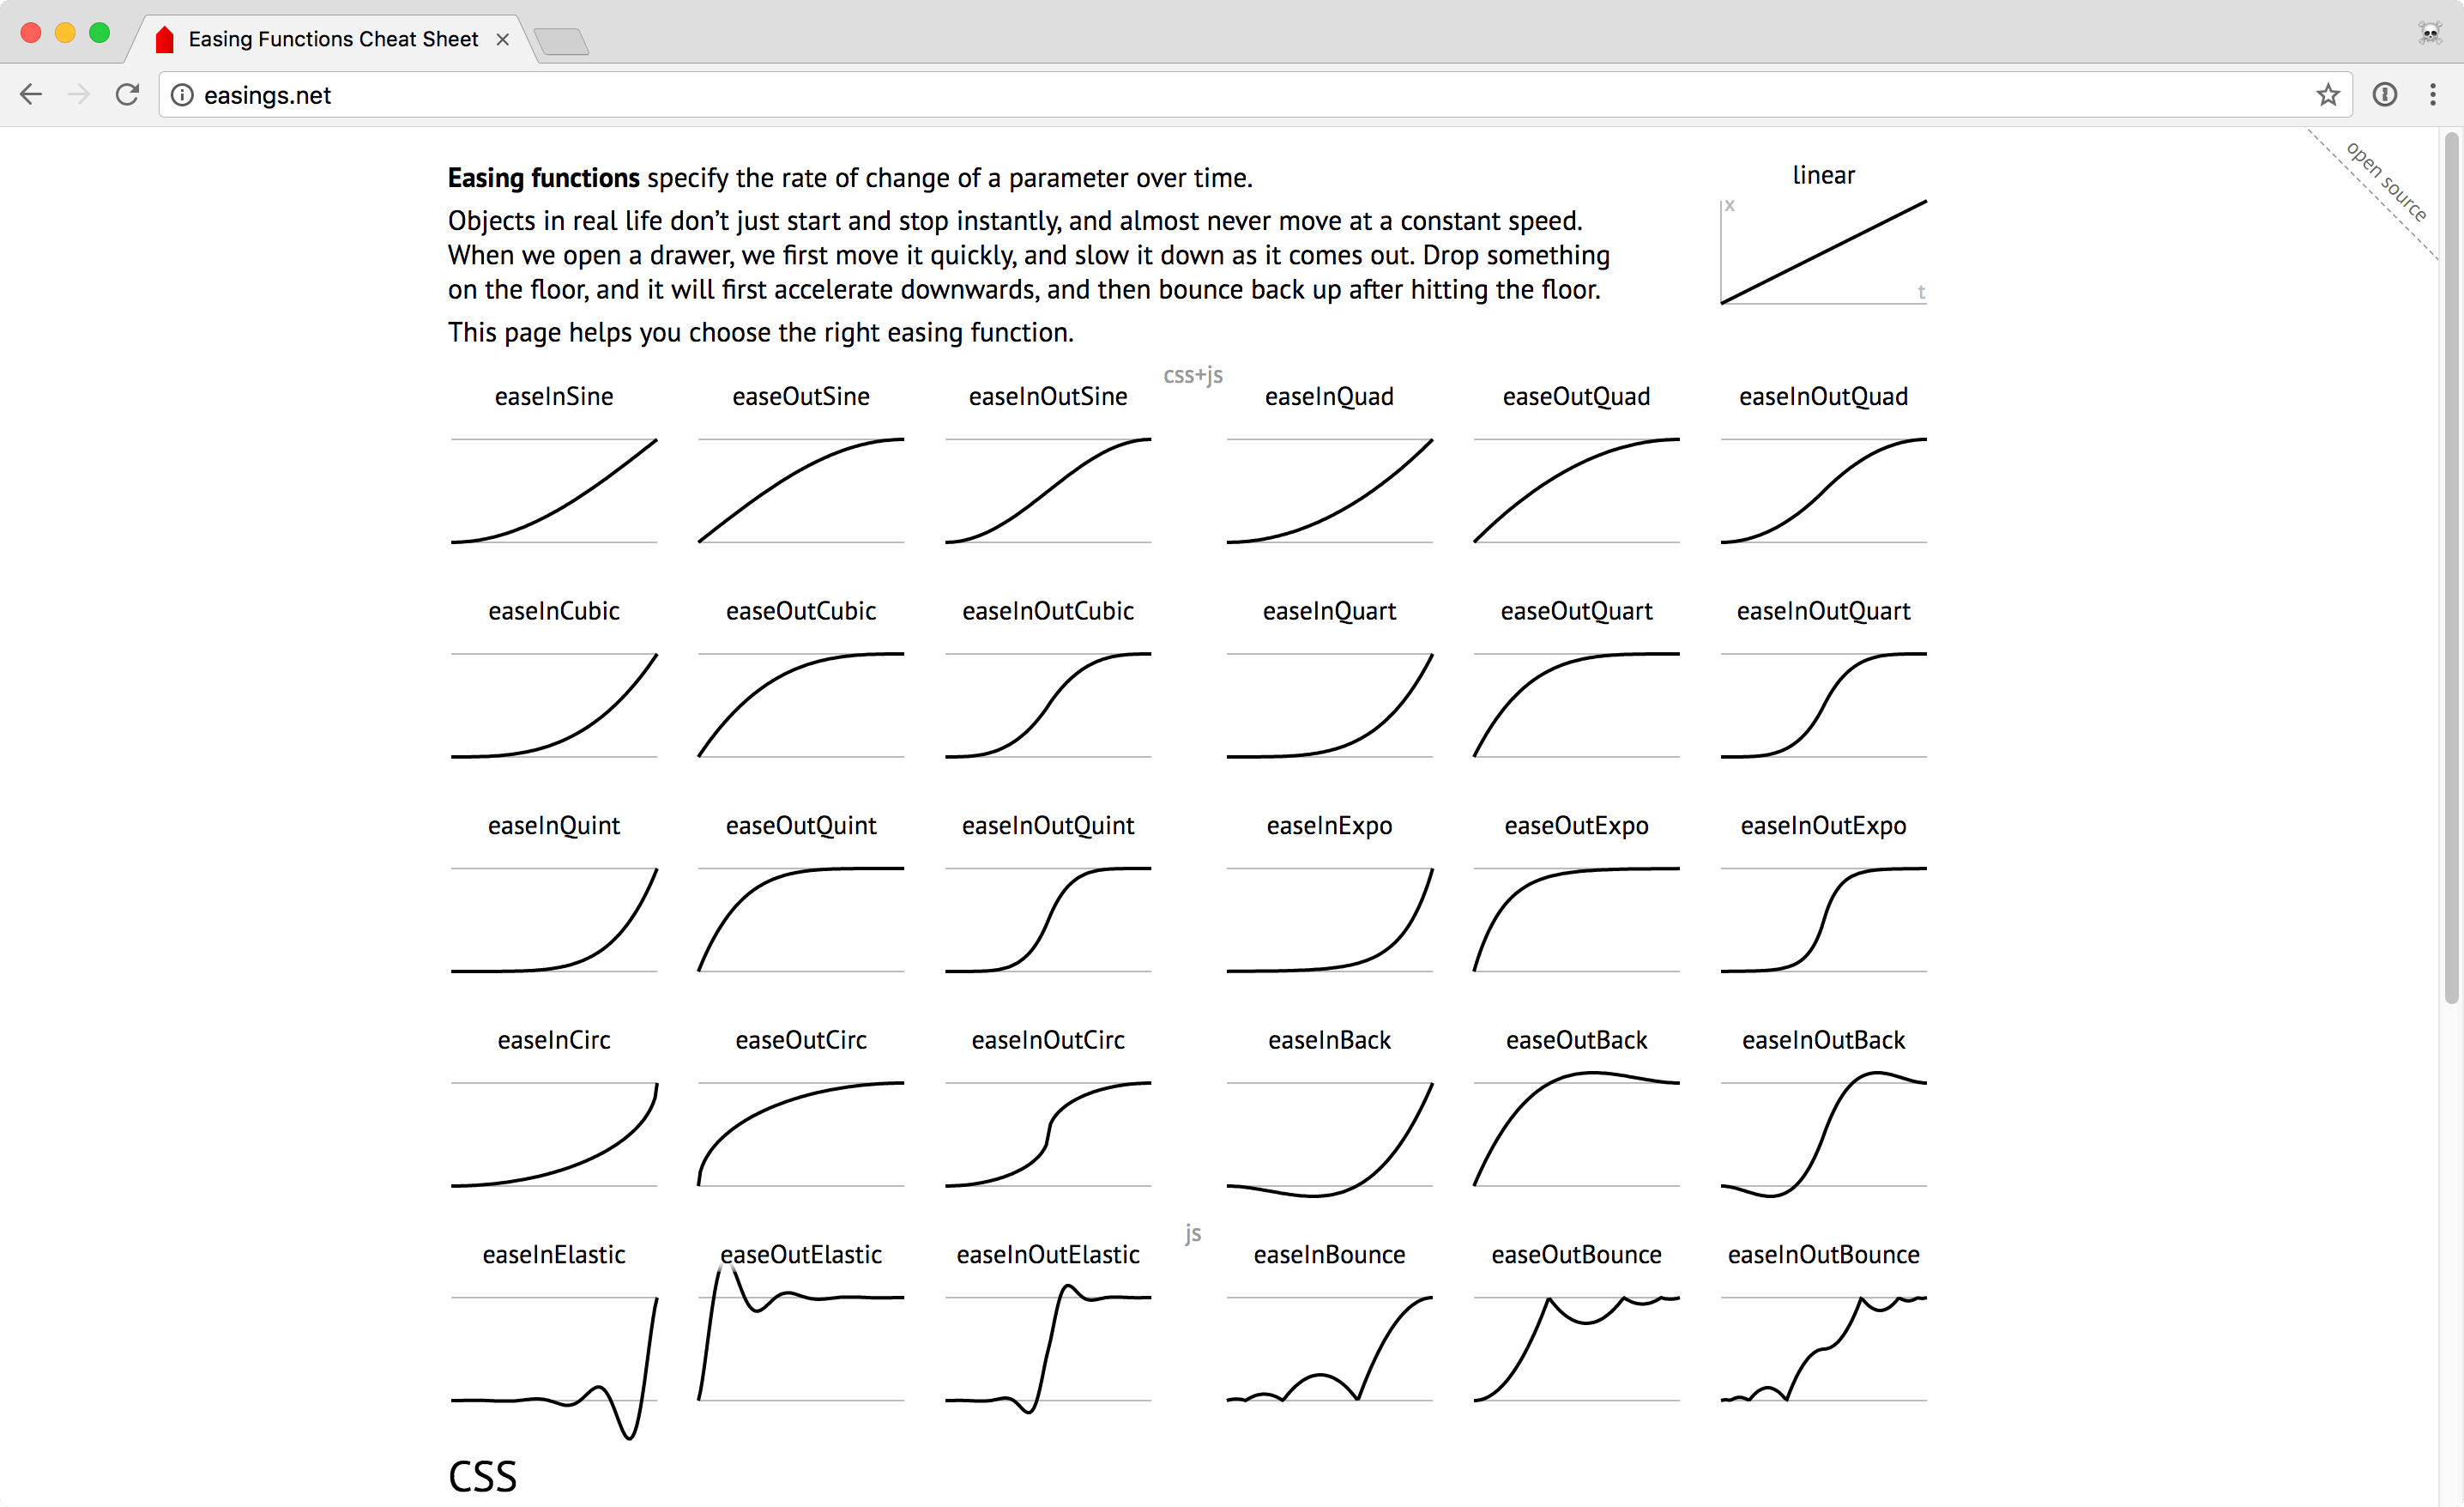 Easing Functions Cheat Sheet
easings.net
open source
Easing functions specify the rate of change of a parameter over time.
Objects in real life don’t just start and stop instantly, and almost never move at a constant speed.
When we open a drawer, we first move it quickly, and slow it down as it comes out. Drop something
on the floor, and it will first accelerate downwards, and then bounce back up after hitting the floor.
This page helps you choose the right easing function.
linear
x
t
css+js
easeInSine easeOutSine easeInOutSine easeInQuad easeOutQuad easeInOutQuad
easeInCubic easeOutCubic easeInOutCubic easeInQuart easeOutQuart easeInOutQuart
easeInQuint easeOutQuint easeInOutQuint easeInExpo easeOutExpo easeInOutExpo
easeInCirc easeOutCirc easeInOutCirc easeInBack easeOutBack easeInOutBack
js
easeInElastic easeOutElastic easeInOutElastic easeInBounce easeOutBounce easeInOutBounce
CSS